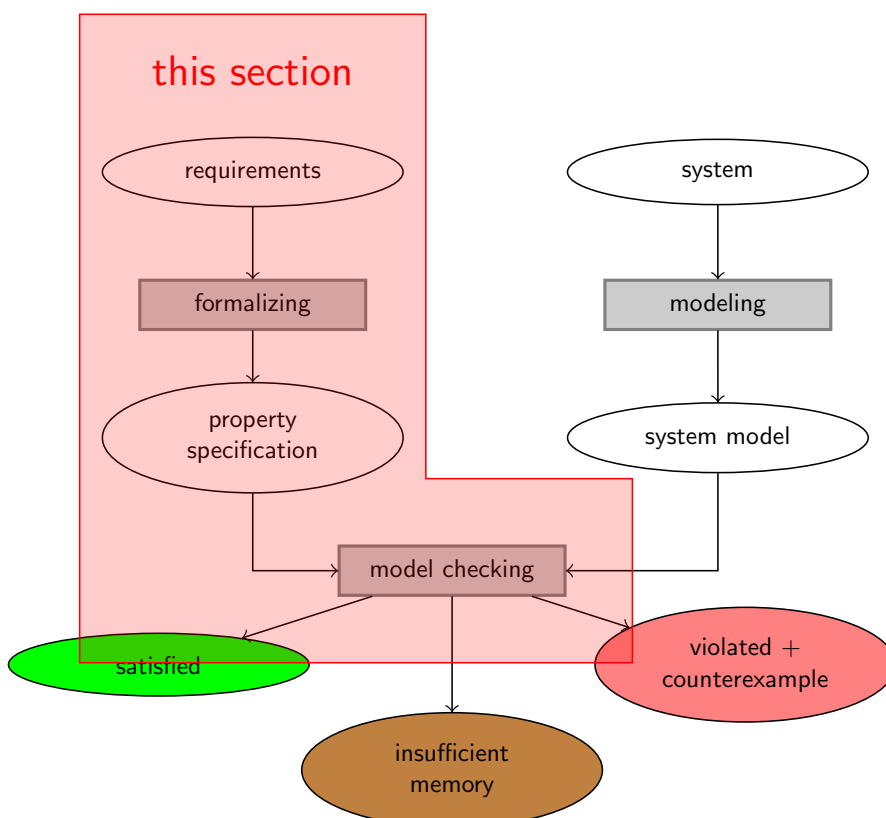 this section
requirements
system
formalizing
modeling
property
specification
system model
model checking
satisfied
violated +
counterexample
insufficient
memory